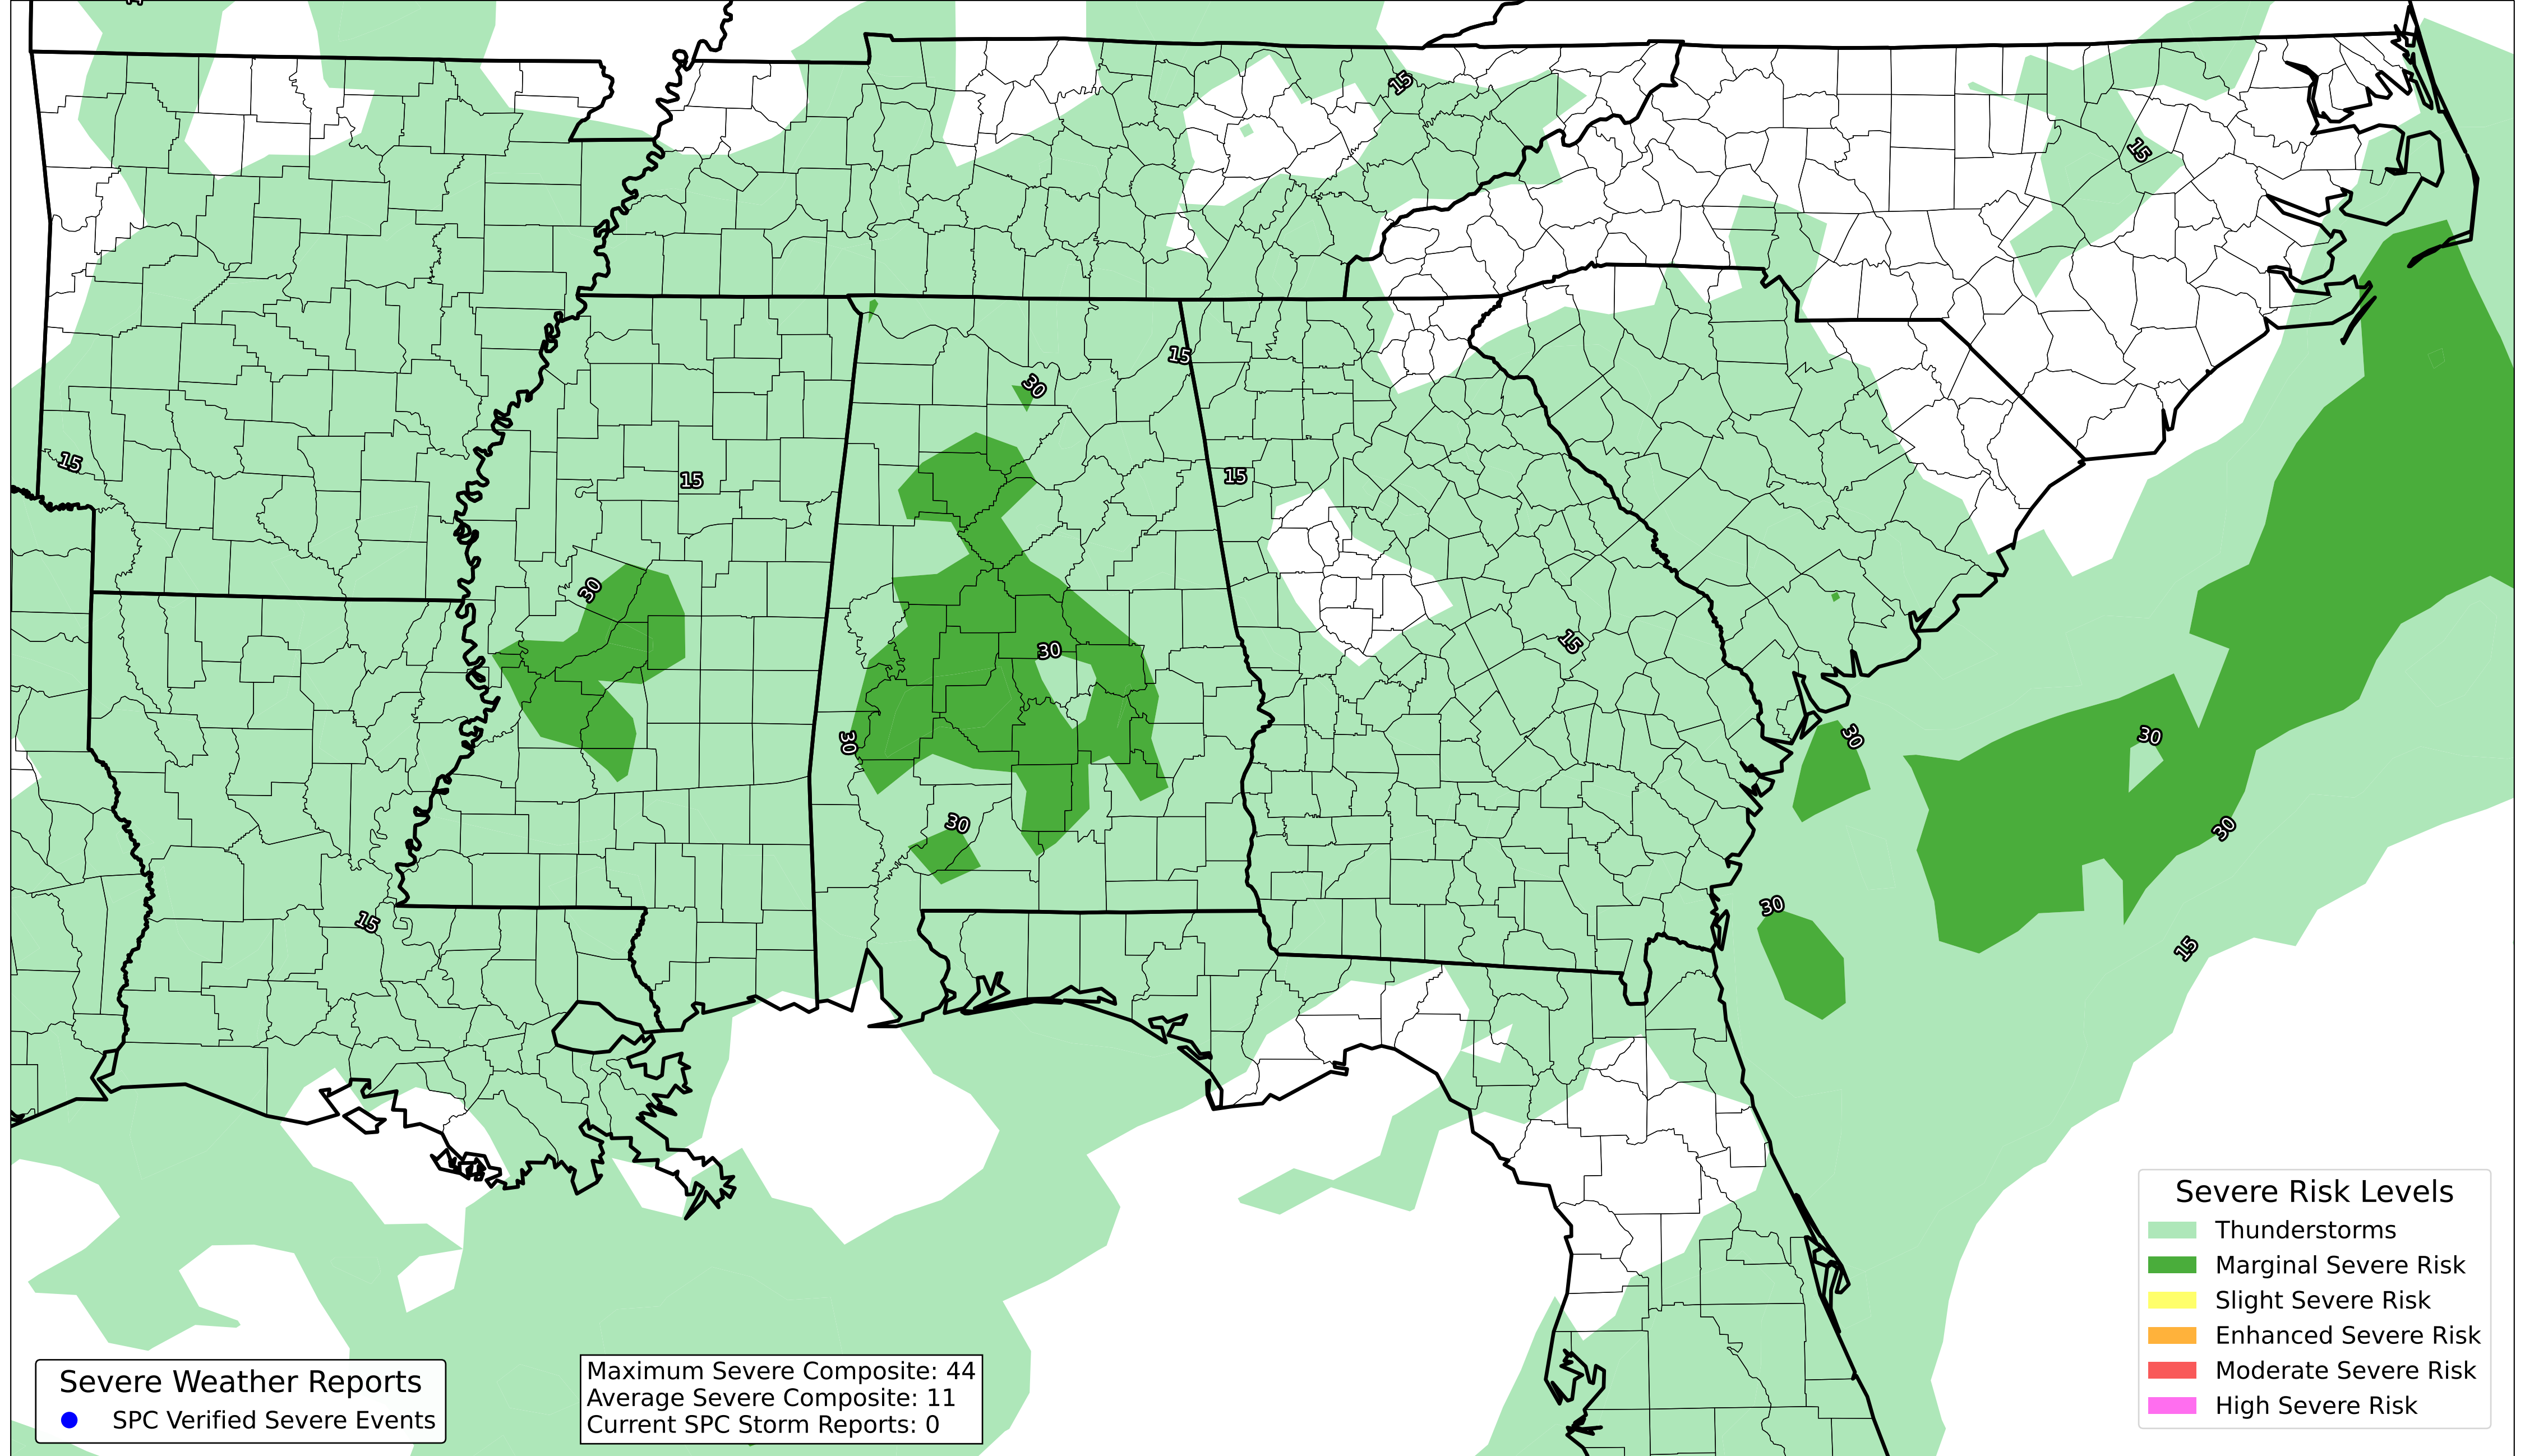 15
15
15
30
15
15
15
30
15
30
30
30
30
30
30
30
15
15
Severe Risk Levels
Thunderstorms
Marginal Severe Risk
Slight Severe Risk
Enhanced Severe Risk
Moderate Severe Risk
High Severe Risk
Severe Weather Reports
SPC Verified Severe Events
Maximum Severe Composite: 44
Average Severe Composite: 11
Current SPC Storm Reports: 0